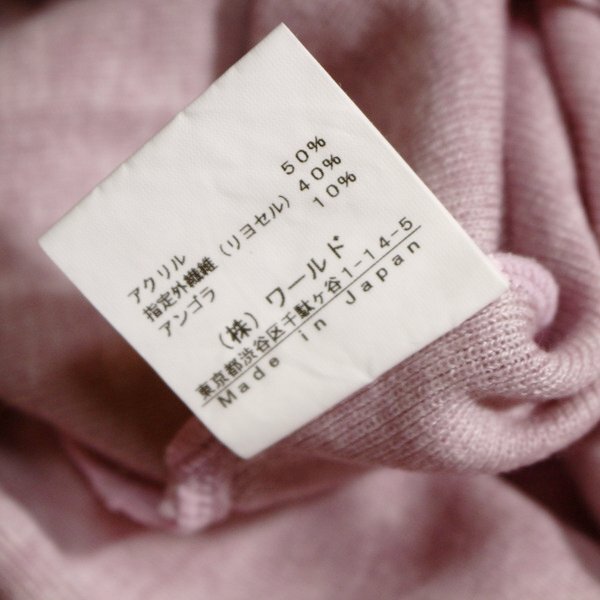 アクリル 50%
指定外繊維 (リヨセル) 40%
アンゴラ 10%
(株) ワールド
東京都渋谷区千駄ヶ谷1-14-5
Made in Japan